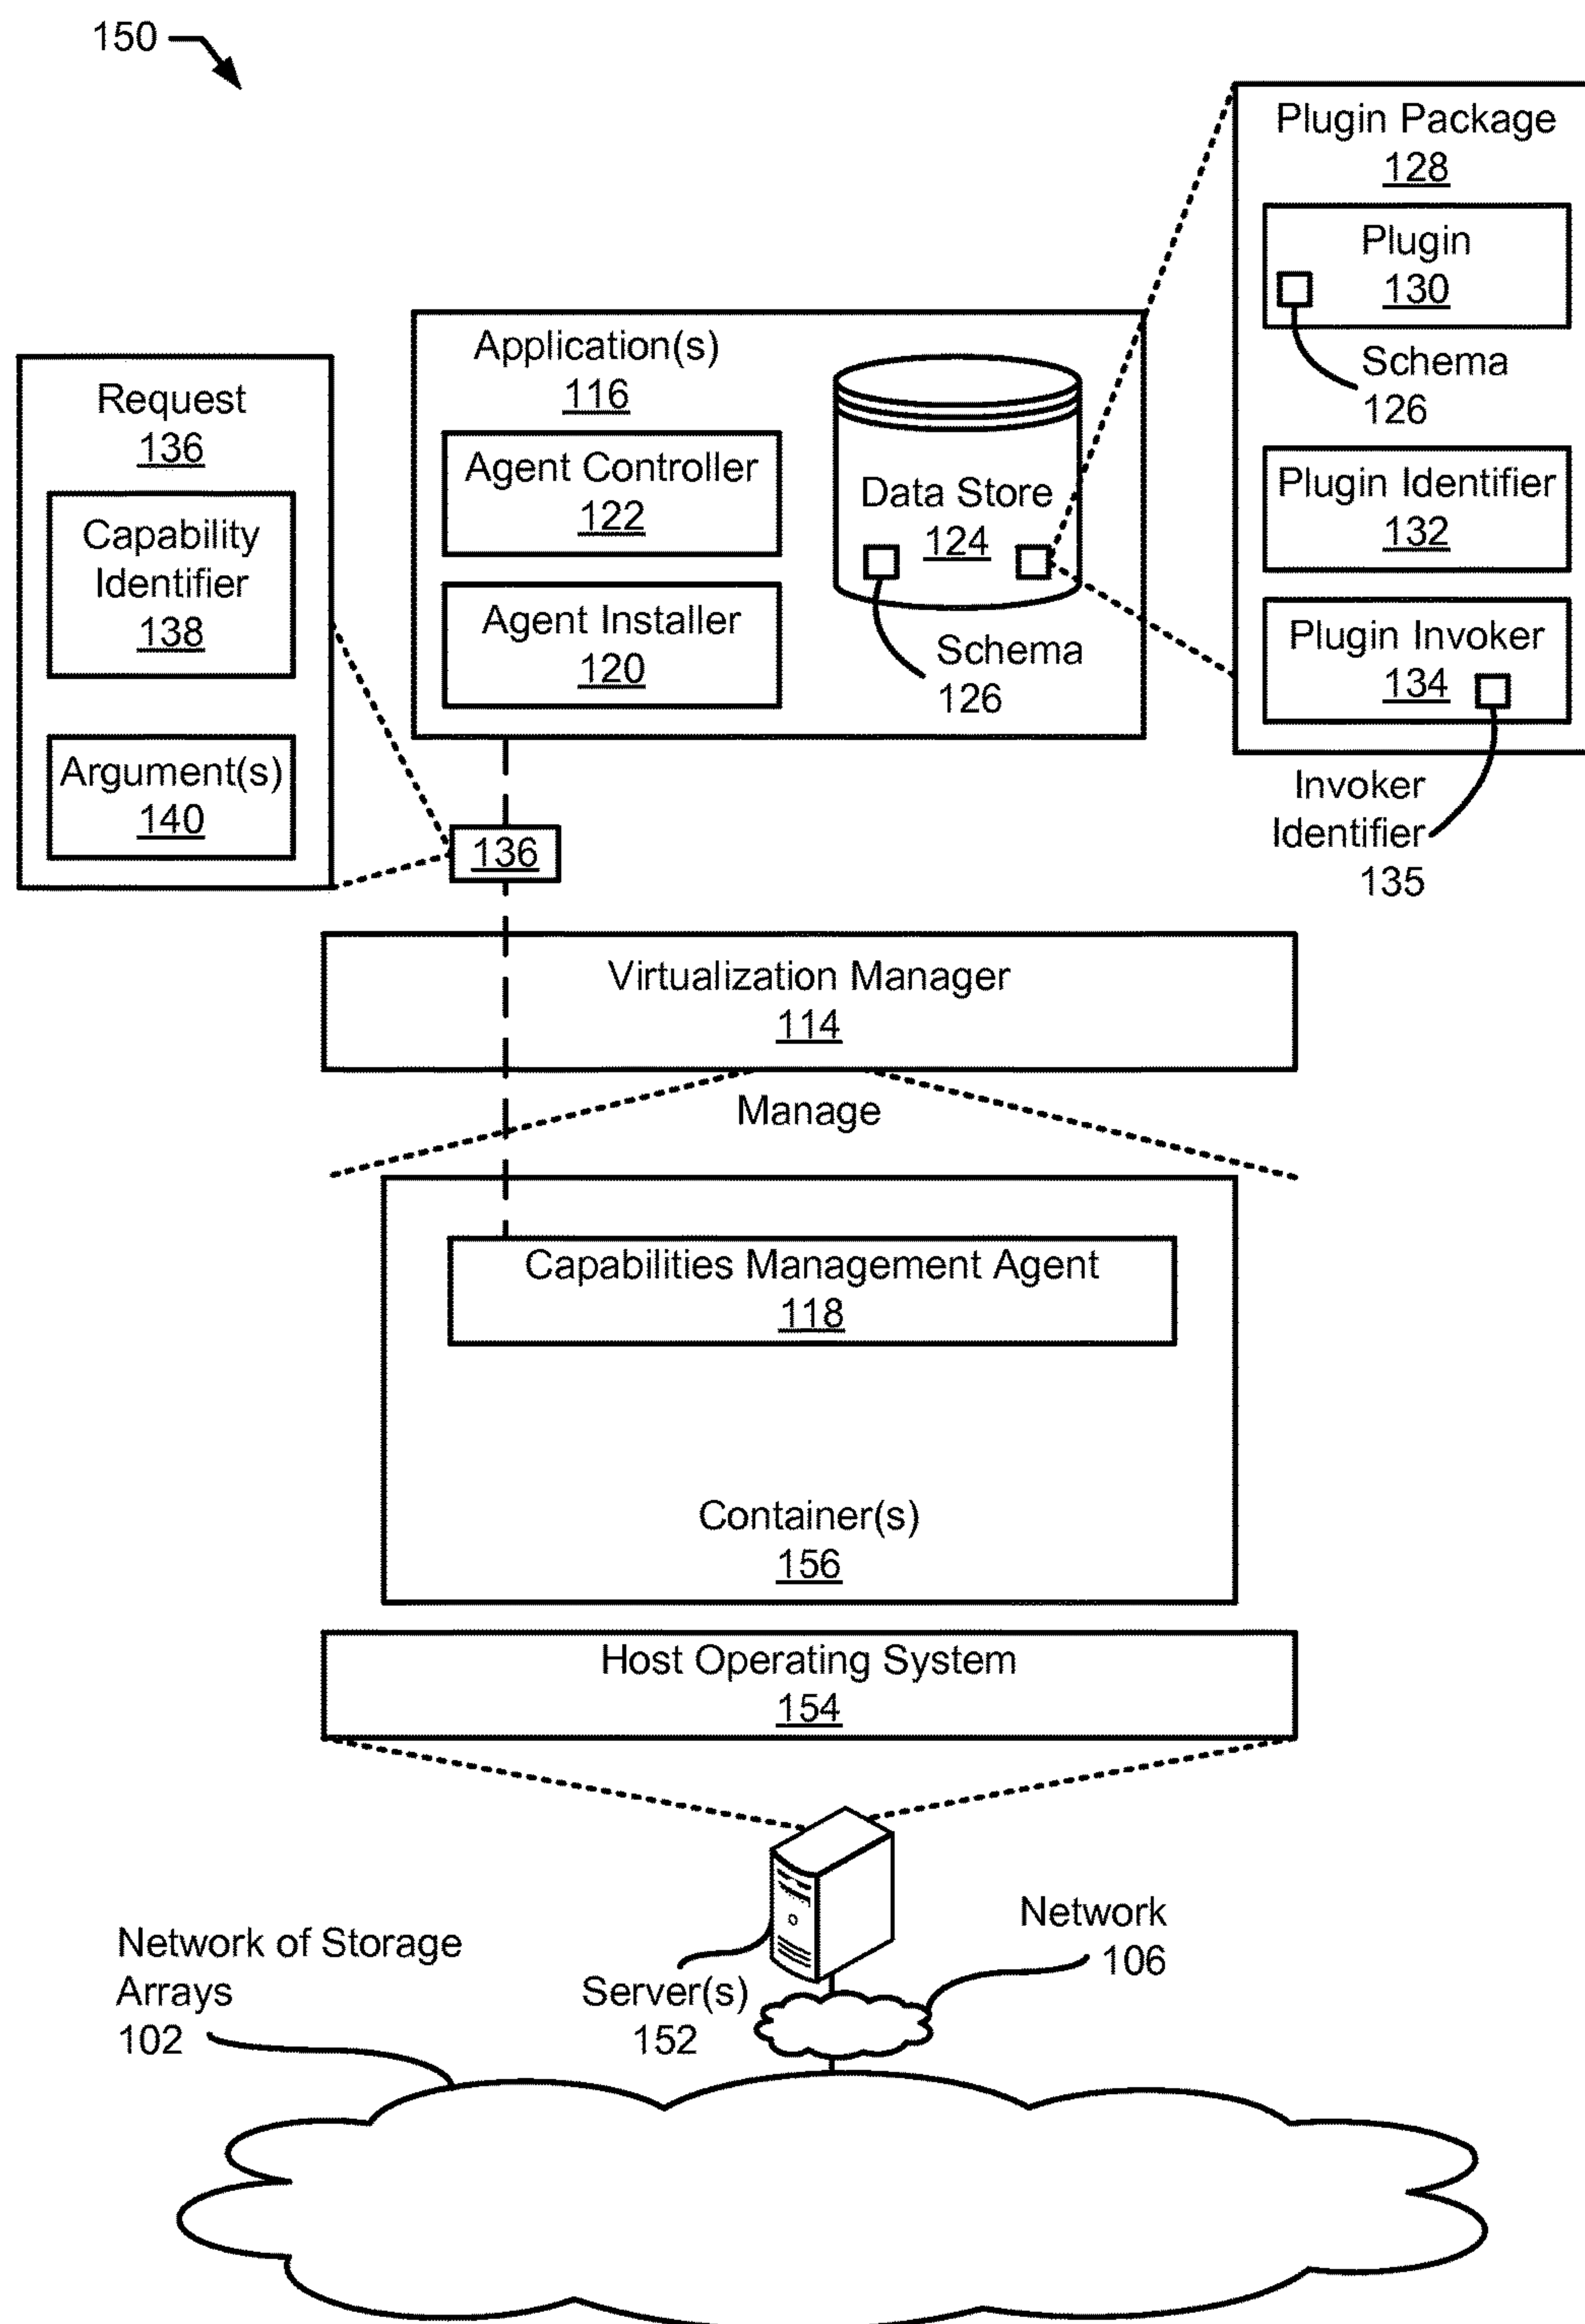 150
Plugin Package
128
Plugin
130
Schema
126
Plugin Identifier
132
Plugin Invoker
134
Invoker
Identifier
135
Application(s)
116
Agent Controller
122
Agent Installer
120
Data Store
124
Schema
126
Request
136
Capability
Identifier
138
Argument(s)
140
136
Virtualization Manager
114
Manage
Capabilities Management Agent
118
Container(s)
156
Host Operating System
154
Network of Storage
Arrays
102
Server(s)
152
Network
106